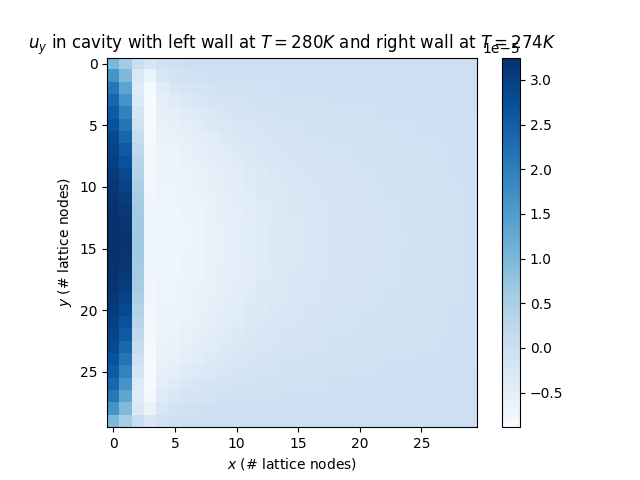 u_y in cavity with left wall at T = 280K and right wall at T = 274K
1e−5
0
5
10
15
20
25
y (# lattice nodes)
0 5 10 15 20 25
x (# lattice nodes)
3.0
2.5
2.0
1.5
1.0
0.5
0.0
−0.5